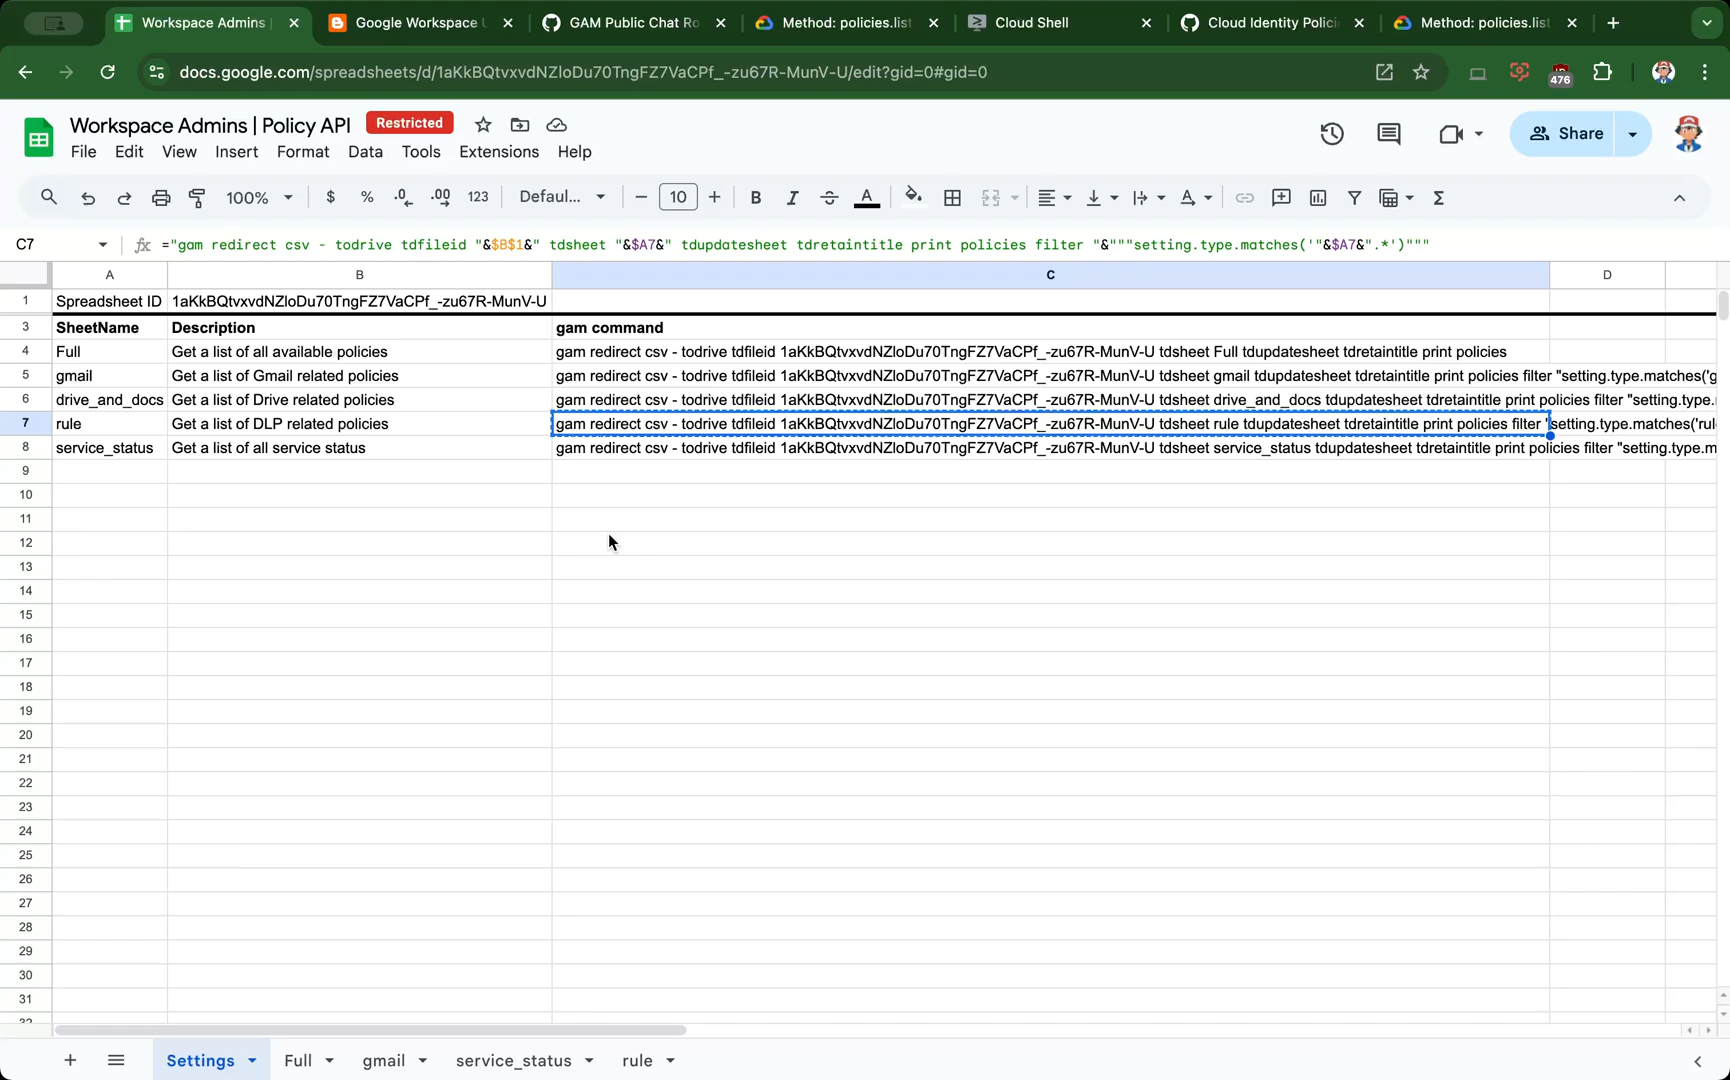 Workspace Admins |
Google Workspace
GAM Public Chat Ro
Method: policies.list
Cloud Shell
Cloud Identity Polici
Method: policies.list
docs.google.com/spreadsheets/d/1aKkBQtvxvdNZloDu70TngFZ7VaCPf_-zu67R-MunV-U/edit?gid=0#gid=0
476
Workspace Admins | Policy API
Restricted
File Edit View Insert Format Data Tools Extensions Help
Share
100% $ % .0 .00 123 Defaul... 10 B I A
C7
fx ="gam redirect csv - todrive tdfileid "&$B$1&" tdsheet "&$A7&" tdupdatesheet tdretaintitle print policies filter "&"""setting.type.matches('"&$A7&".*')"""
A B C D
1 Spreadsheet ID 1aKkBQtvxvdNZloDu70TngFZ7VaCPf_-zu67R-MunV-U
3 SheetName Description gam command
4 Full Get a list of all available policies gam redirect csv - todrive tdfileid 1aKkBQtvxvdNZloDu70TngFZ7VaCPf_-zu67R-MunV-U tdsheet Full tdupdatesheet tdretaintitle print policies
5 gmail Get a list of Gmail related policies gam redirect csv - todrive tdfileid 1aKkBQtvxvdNZloDu70TngFZ7VaCPf_-zu67R-MunV-U tdsheet gmail tdupdatesheet tdretaintitle print policies filter "setting.type.matches('g
6 drive_and_docs Get a list of Drive related policies gam redirect csv - todrive tdfileid 1aKkBQtvxvdNZloDu70TngFZ7VaCPf_-zu67R-MunV-U tdsheet drive_and_docs tdupdatesheet tdretaintitle print policies filter "setting.type.
7 rule Get a list of DLP related policies gam redirect csv - todrive tdfileid 1aKkBQtvxvdNZloDu70TngFZ7VaCPf_-zu67R-MunV-U tdsheet rule tdupdatesheet tdretaintitle print policies filter "setting.type.matches('rul
8 service_status Get a list of all service status gam redirect csv - todrive tdfileid 1aKkBQtvxvdNZloDu70TngFZ7VaCPf_-zu67R-MunV-U tdsheet service_status tdupdatesheet tdretaintitle print policies filter "setting.type.m
9
10
11
12
13
14
15
16
17
18
19
20
21
22
23
24
25
26
27
28
29
30
31
32
Settings Full gmail service_status rule